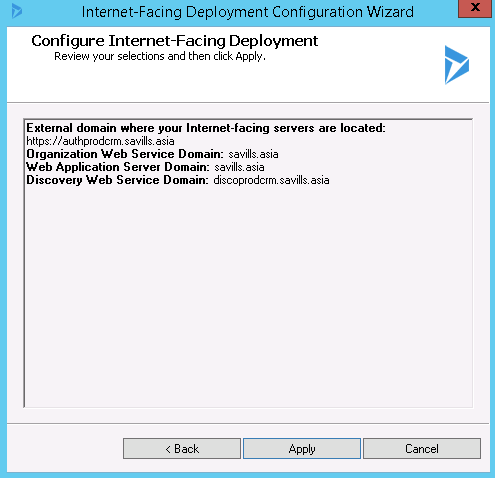 Internet-Facing Deployment Configuration Wizard
x
Configure Internet-Facing Deployment
Review your selections and then click Apply.
External domain where your Internet-facing servers are located:
https://authprodcrm.savills.asia
Organization Web Service Domain: savills.asia
Web Application Server Domain: savills.asia
Discovery Web Service Domain: discoprodcrm.savills.asia
< Back
Apply
Cancel